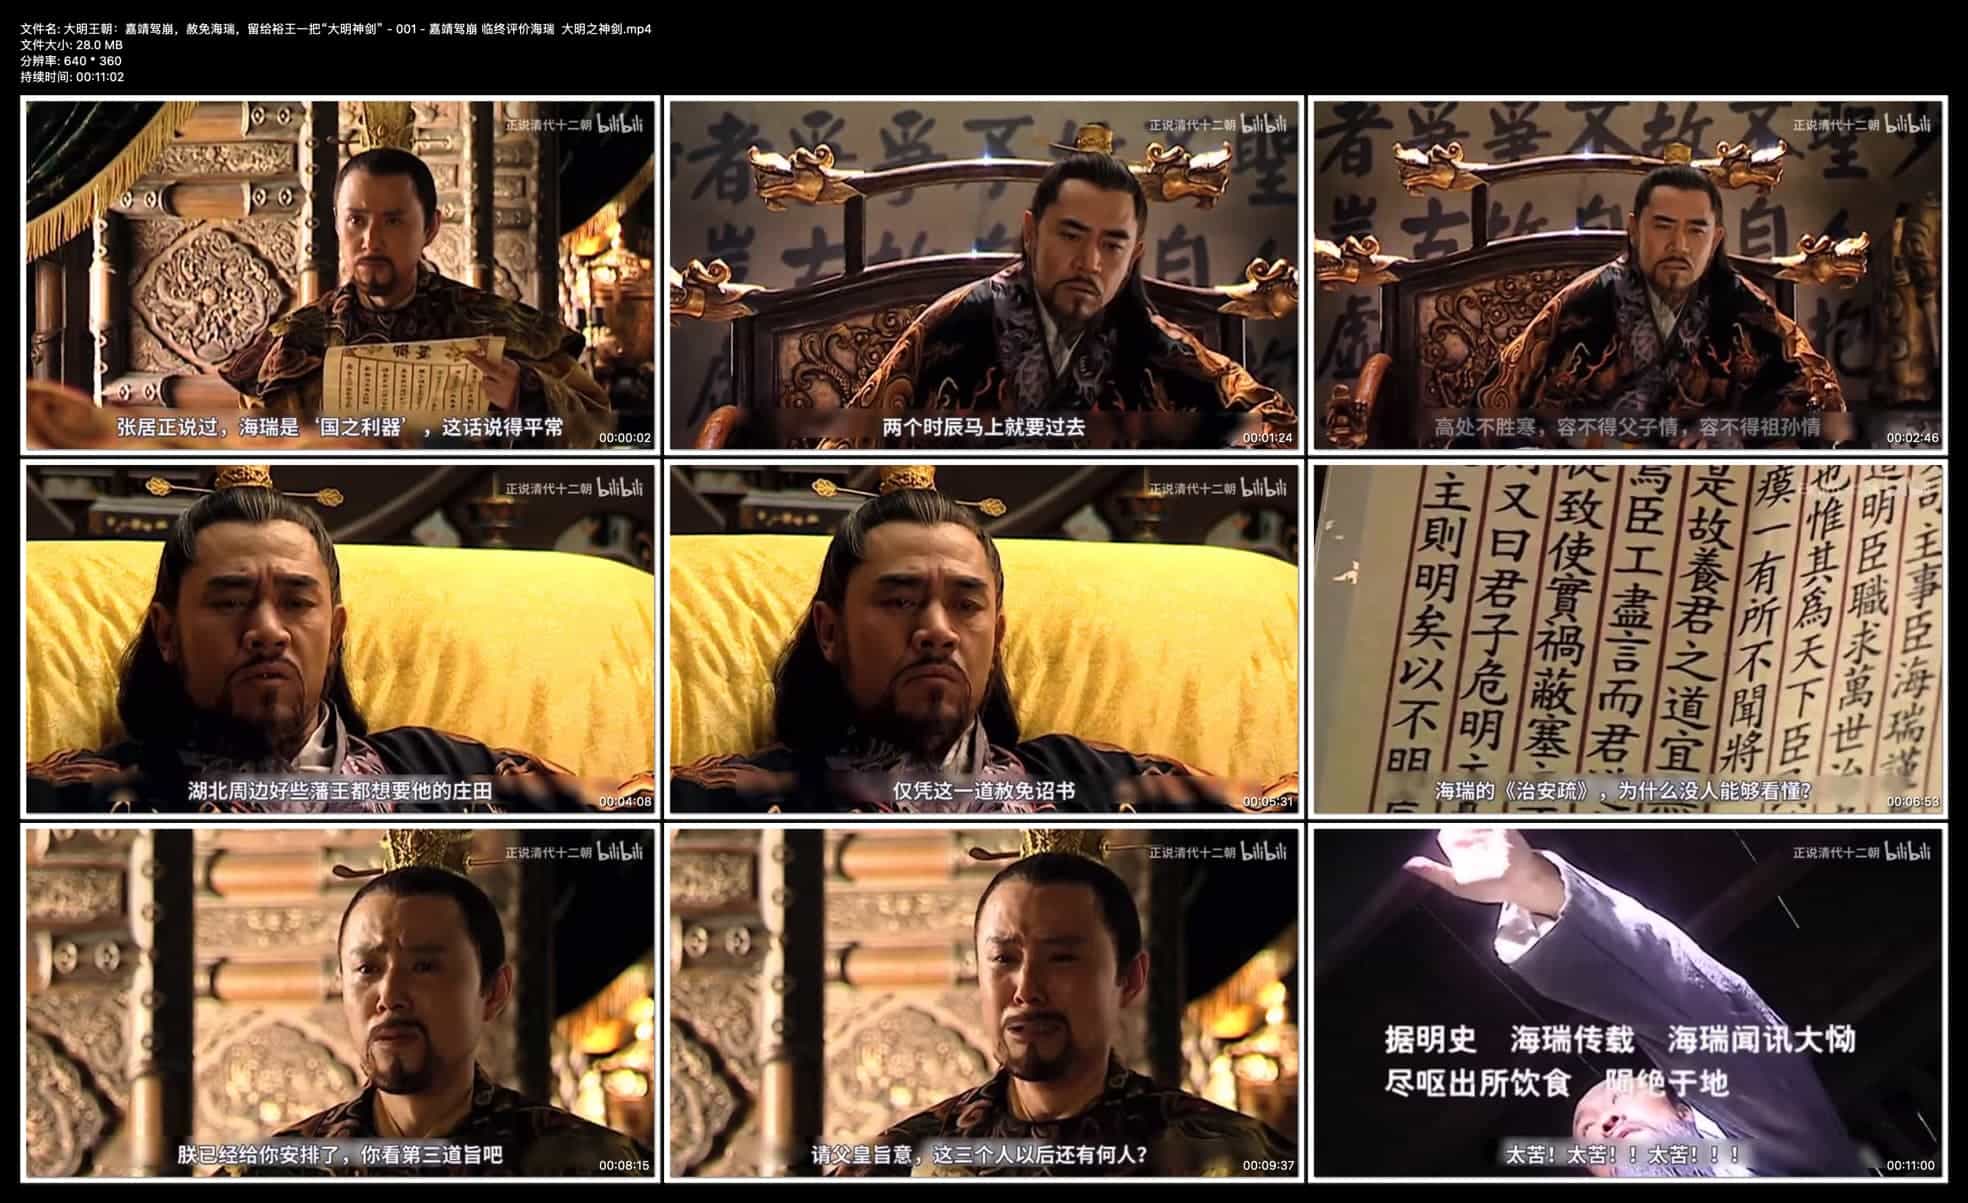 文件名: 大明王朝：嘉靖驾崩，赦免海瑞，留给裕王一把“大明神剑” - 001 - 嘉靖驾崩 临终评价海瑞 大明之神剑.mp4
文件大小: 28.0 MB
分辨率: 640 * 360
持续时间: 00:11:02
正说清代十二朝 bilibili
张居正说过，海瑞是‘国之利器’，这话说得平常
00:00:02
正说清代十二朝 bilibili
两个时辰马上就要过去
00:01:24
正说清代十二朝 bilibili
高处不胜寒，容不得父子情，容不得祖孙情
00:02:46
正说清代十二朝 bilibili
湖北周边好些藩王都想要他的庄田
00:04:08
正说清代十二朝 bilibili
仅凭这一道赦免诏书
00:05:31
司主事臣海瑞謹
明臣職求萬世治
也惟其爲天下臣
瘼一有所不聞將
是故養君之道宜
爲臣工盡言而君
從致使實禍蔽塞
則又曰君子危明
主則明矣以不明
海瑞的《治安疏》，为什么没人能够看懂？
00:06:53
正说清代十二朝 bilibili
朕已经给你安排了，你看第三道旨吧
00:08:15
正说清代十二朝 bilibili
请父皇旨意，这三个人以后还有何人？
00:09:37
正说清代十二朝 bilibili
据明史 海瑞传载 海瑞闻讯大恸
尽呕出所饮食 陨绝于地
太苦！太苦！！太苦！！！
00:11:00